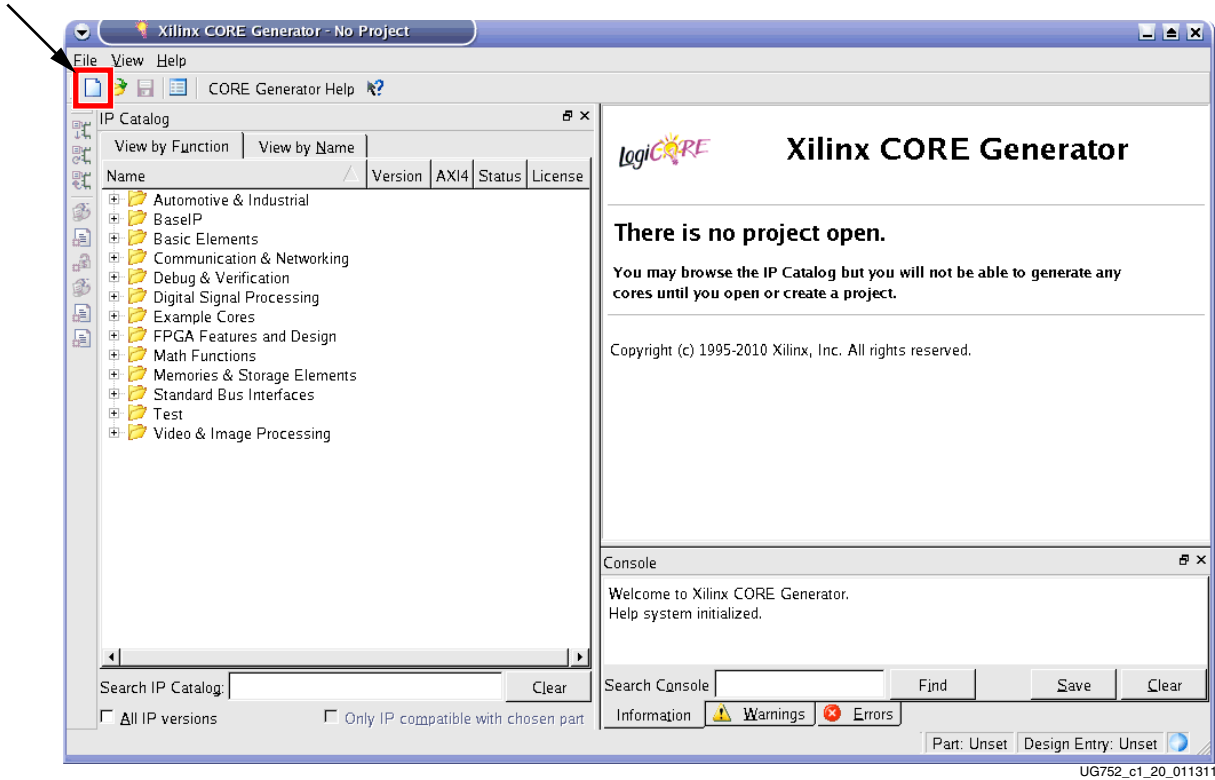 Xilinx CORE Generator - No Project
File View Help
CORE Generator Help
IP Catalog
View by Function View by Name
Name Version AXI4 Status License
Automotive & Industrial
BaseIP
Basic Elements
Communication & Networking
Debug & Verification
Digital Signal Processing
Example Cores
FPGA Features and Design
Math Functions
Memories & Storage Elements
Standard Bus Interfaces
Test
Video & Image Processing
Search IP Catalog: Clear
All IP versions Only IP compatible with chosen part
LogiCORE Xilinx CORE Generator
There is no project open.
You may browse the IP Catalog but you will not be able to generate any
cores until you open or create a project.
Copyright (c) 1995-2010 Xilinx, Inc. All rights reserved.
Console
Welcome to Xilinx CORE Generator.
Help system initialized.
Search Console Find Save Clear
Information Warnings Errors
Part: Unset Design Entry: Unset
UG752_c1_20_011311